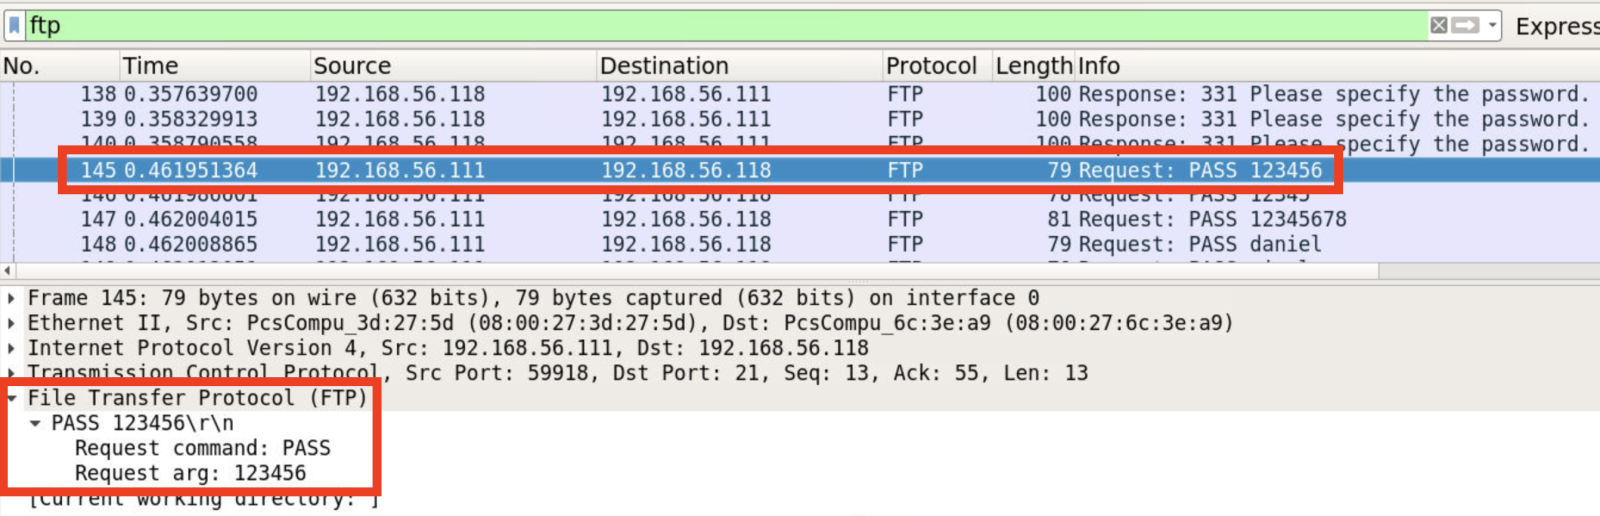 ftp
Express
No. Time Source Destination Protocol Length Info
138 0.357639700 192.168.56.118 192.168.56.111 FTP 100 Response: 331 Please specify the password.
139 0.358329913 192.168.56.118 192.168.56.111 FTP 100 Response: 331 Please specify the password.
140 0.358790558 192.168.56.118 192.168.56.111 FTP 100 Response: 331 Please specify the password.
145 0.461951364 192.168.56.111 192.168.56.118 FTP 79 Request: PASS 123456
146 192.168.56.111 192.168.56.118 FTP 78 Request: PASS 12345
147 0.462004015 192.168.56.111 192.168.56.118 FTP 81 Request: PASS 12345678
148 0.462008865 192.168.56.111 192.168.56.118 FTP 79 Request: PASS daniel
Frame 145: 79 bytes on wire (632 bits), 79 bytes captured (632 bits) on interface 0
Ethernet II, Src: PcsCompu_3d:27:5d (08:00:27:3d:27:5d), Dst: PcsCompu_6c:3e:a9 (08:00:27:6c:3e:a9)
Internet Protocol Version 4, Src: 192.168.56.111, Dst: 192.168.56.118
Transmission Control Protocol, Src Port: 59918, Dst Port: 21, Seq: 13, Ack: 55, Len: 13
File Transfer Protocol (FTP)
PASS 123456\r\n
Request command: PASS
Request arg: 123456
[Current working directory: ]